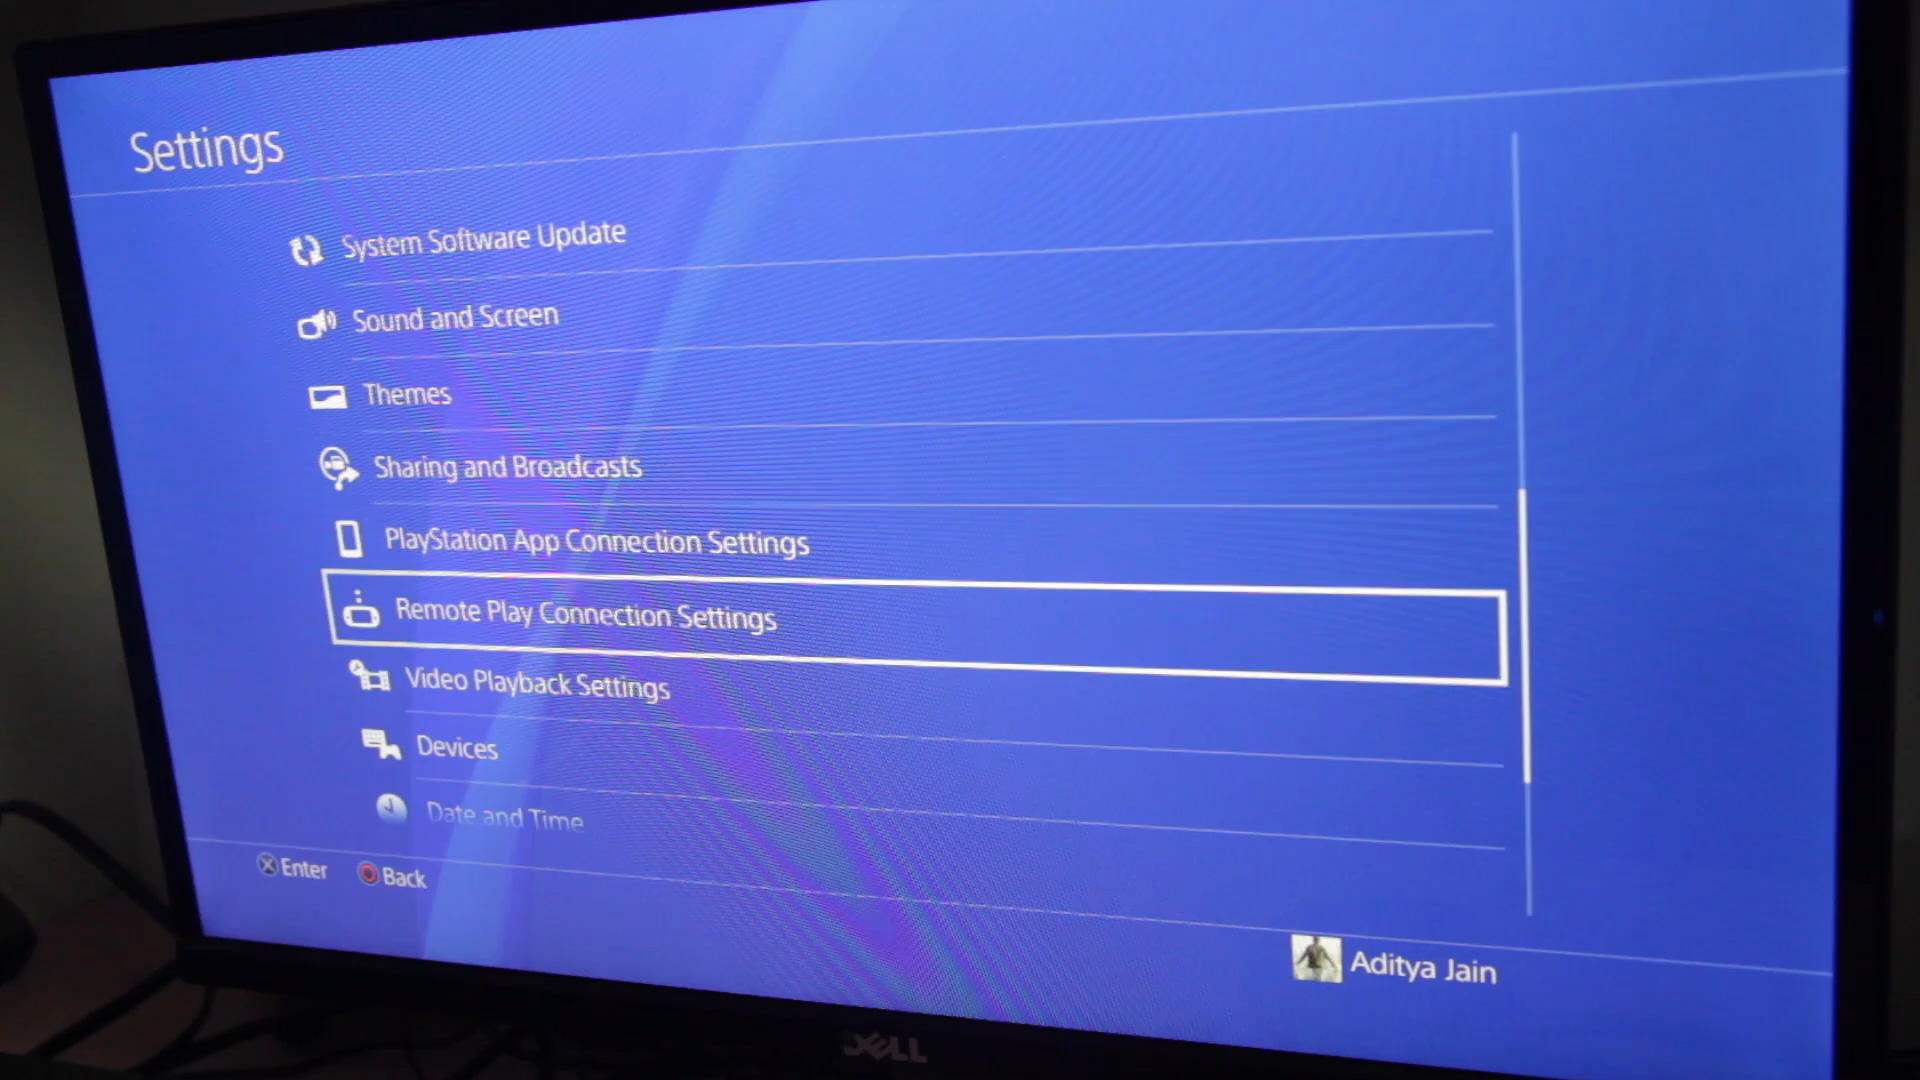 Settings
System Software Update
Sound and Screen
Themes
Sharing and Broadcasts
PlayStation App Connection Settings
Remote Play Connection Settings
Video Playback Settings
Devices
Date and Time
Enter Back
Aditya Jain
DELL